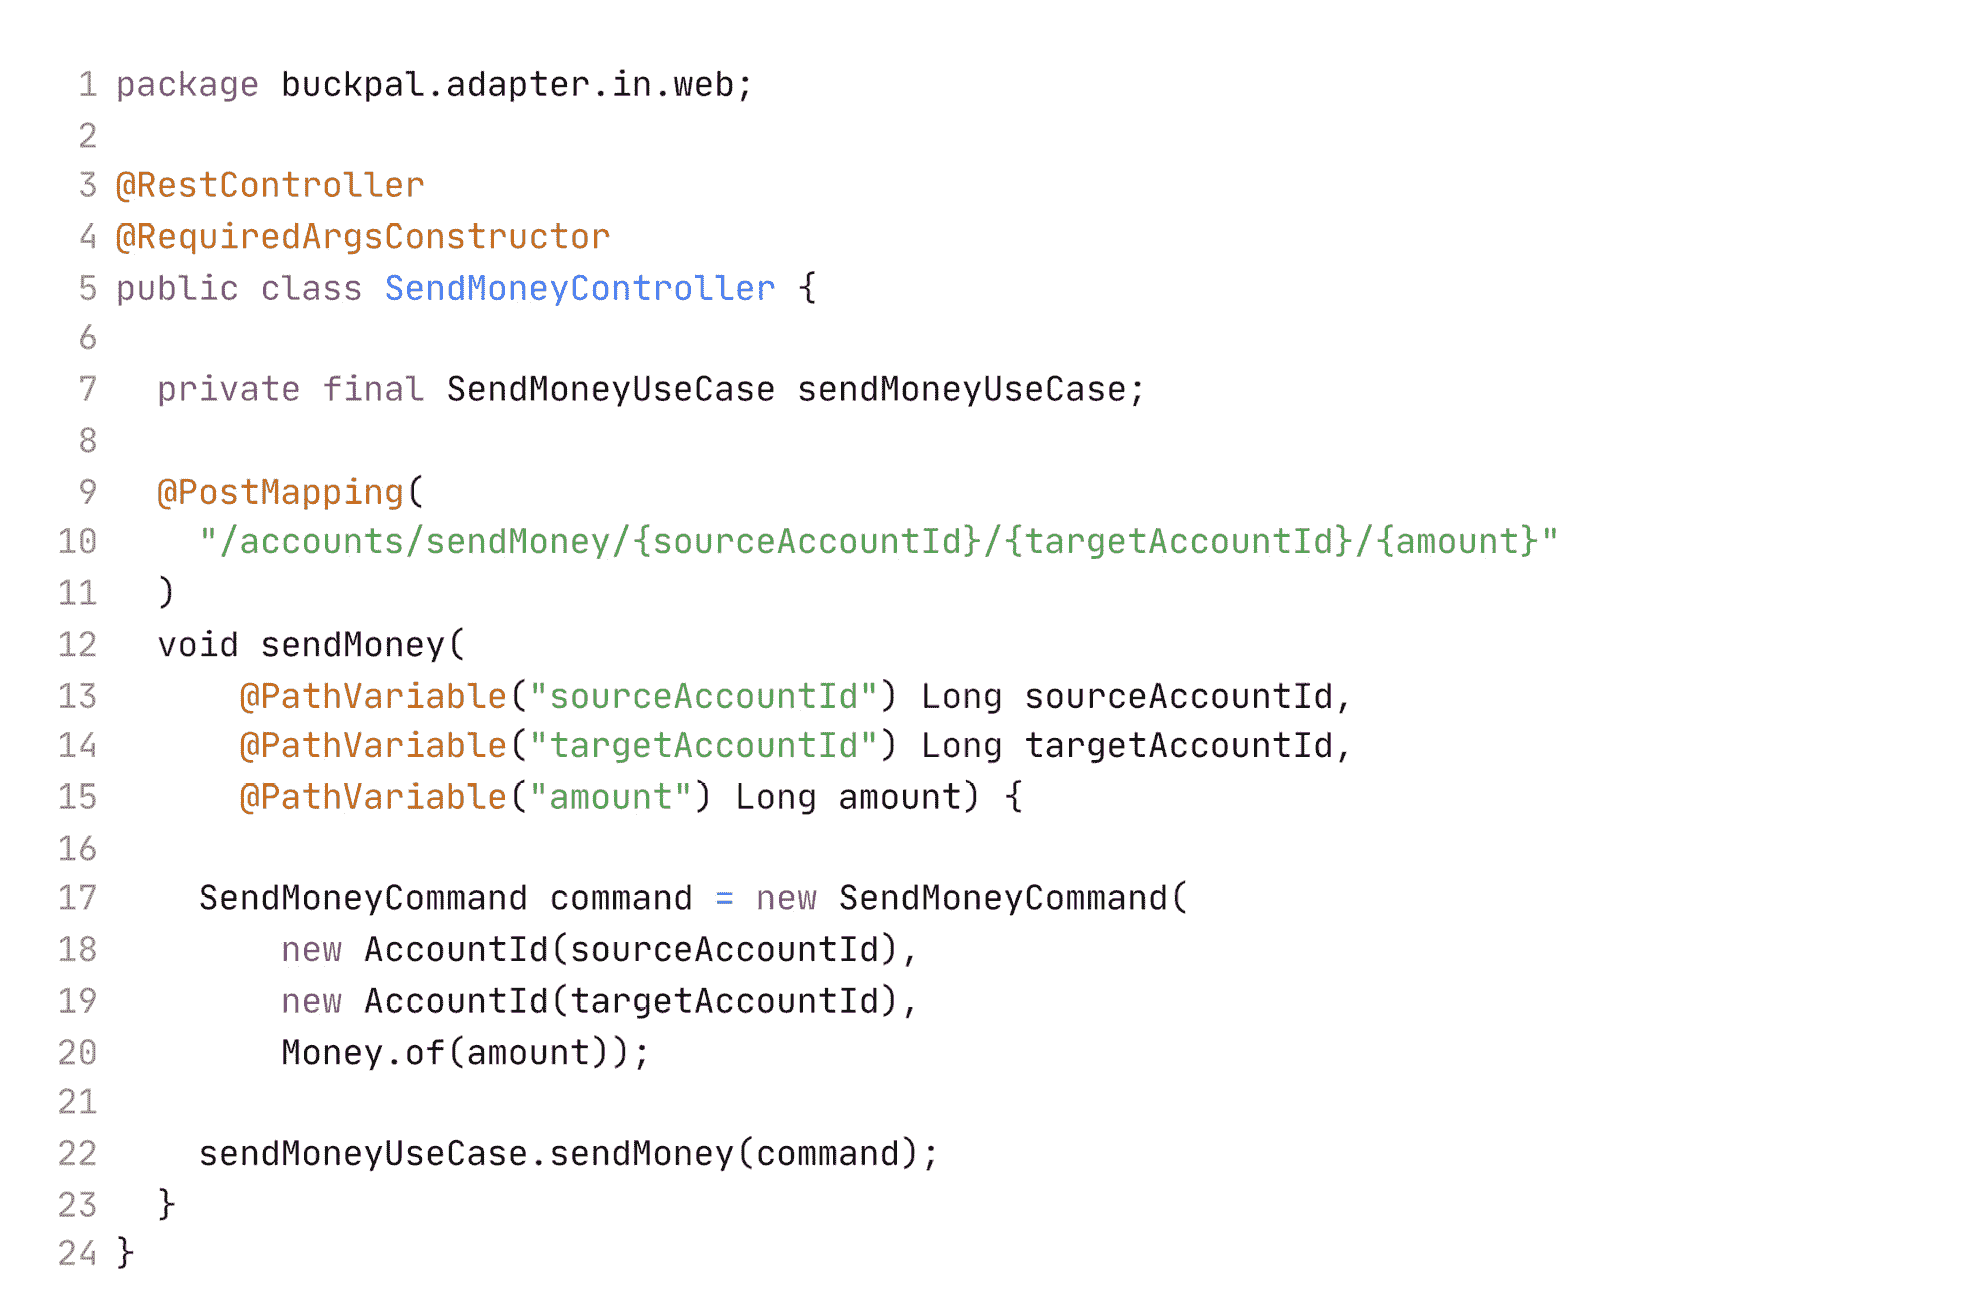 1 package buckpal.adapter.in.web;
2
3 @RestController
4 @RequiredArgsConstructor
5 public class SendMoneyController {
6
7   private final SendMoneyUseCase sendMoneyUseCase;
8
9   @PostMapping(
10     "/accounts/sendMoney/{sourceAccountId}/{targetAccountId}/{amount}"
11   )
12   void sendMoney(
13       @PathVariable("sourceAccountId") Long sourceAccountId,
14       @PathVariable("targetAccountId") Long targetAccountId,
15       @PathVariable("amount") Long amount) {
16
17     SendMoneyCommand command = new SendMoneyCommand(
18         new AccountId(sourceAccountId),
19         new AccountId(targetAccountId),
20         Money.of(amount));
21
22     sendMoneyUseCase.sendMoney(command);
23   }
24 }